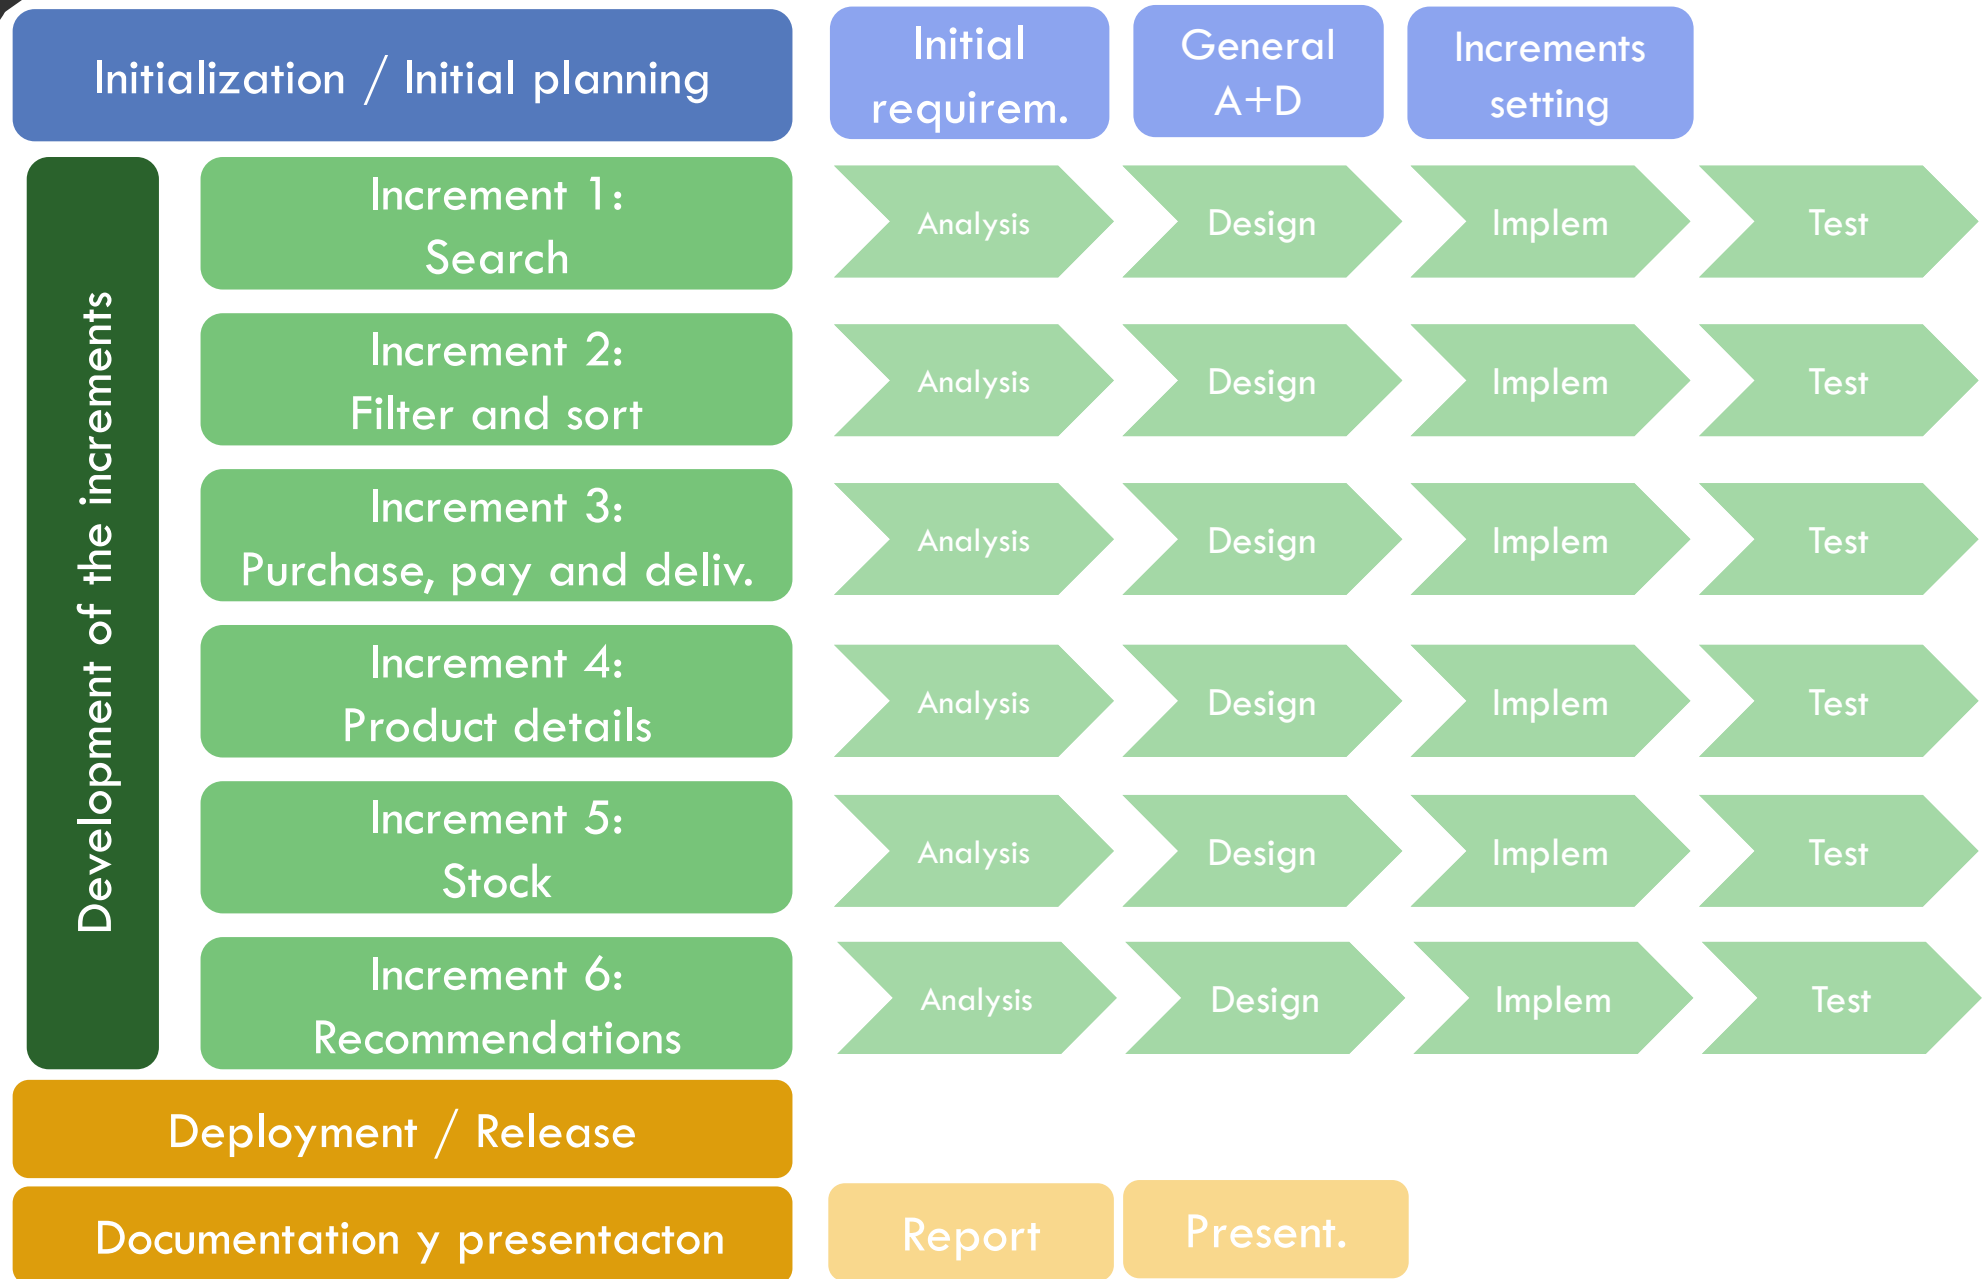 Initialization / Initial planning
Initial
requirem.
General
A+D
Increments
setting
Development of the increments
Increment 1:
Search
Analysis
Design
Implem
Test
Increment 2:
Filter and sort
Analysis
Design
Implem
Test
Increment 3:
Purchase, pay and deliv.
Analysis
Design
Implem
Test
Increment 4:
Product details
Analysis
Design
Implem
Test
Increment 5:
Stock
Analysis
Design
Implem
Test
Increment 6:
Recommendations
Analysis
Design
Implem
Test
Deployment / Release
Documentation y presentacton
Report
Present.